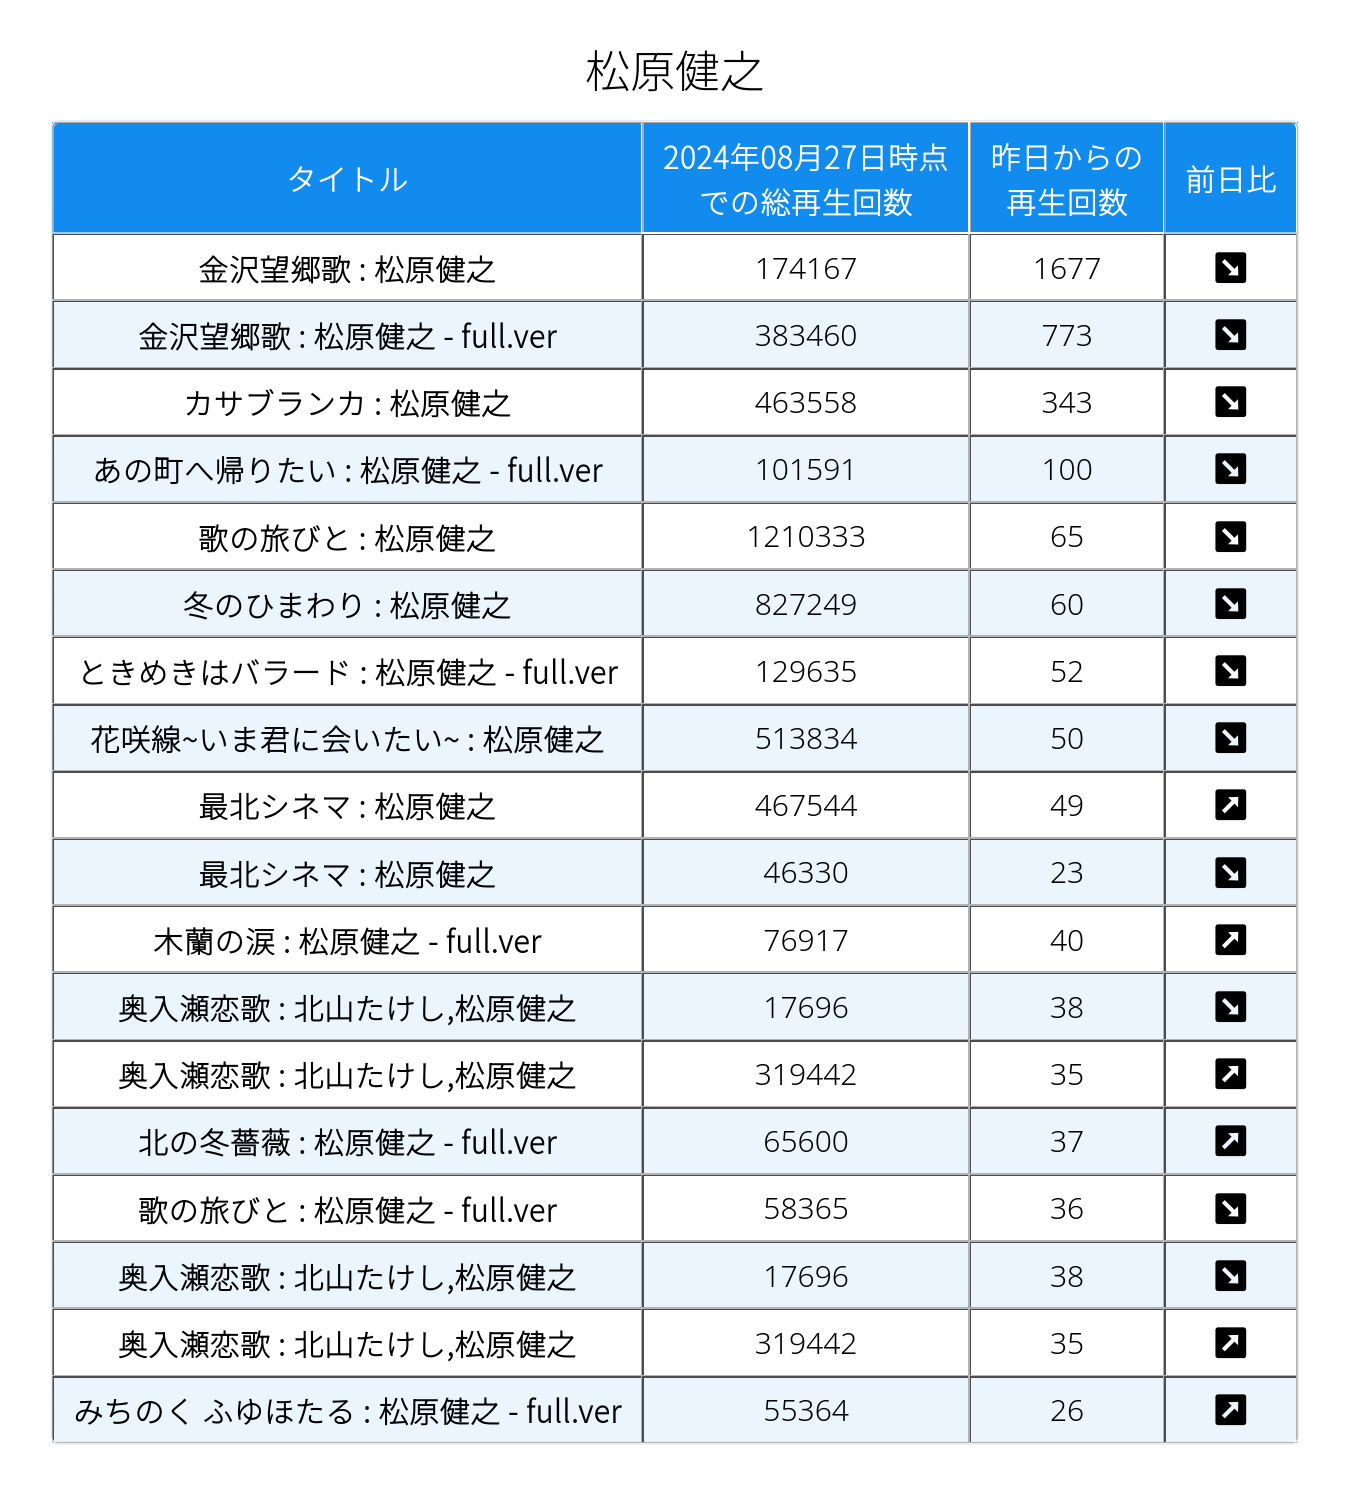 松原健之
タイトル 2024年08月27日時点での総再生回数 昨日からの再生回数 前日比
金沢望郷歌 : 松原健之 174167 1677 ↘
金沢望郷歌 : 松原健之 - full.ver 383460 773 ↘
カサブランカ : 松原健之 463558 343 ↘
あの町へ帰りたい : 松原健之 - full.ver 101591 100 ↘
歌の旅びと : 松原健之 1210333 65 ↘
冬のひまわり : 松原健之 827249 60 ↘
ときめきはバラード : 松原健之 - full.ver 129635 52 ↘
花咲線~いま君に会いたい~ : 松原健之 513834 50 ↘
最北シネマ : 松原健之 467544 49 ↗
最北シネマ : 松原健之 46330 23 ↘
木蘭の涙 : 松原健之 - full.ver 76917 40 ↗
奥入瀬恋歌 : 北山たけし,松原健之 17696 38 ↘
奥入瀬恋歌 : 北山たけし,松原健之 319442 35 ↗
北の冬薔薇 : 松原健之 - full.ver 65600 37 ↗
歌の旅びと : 松原健之 - full.ver 58365 36 ↘
奥入瀬恋歌 : 北山たけし,松原健之 17696 38 ↘
奥入瀬恋歌 : 北山たけし,松原健之 319442 35 ↗
みちのく ふゆほたる : 松原健之 - full.ver 55364 26 ↗